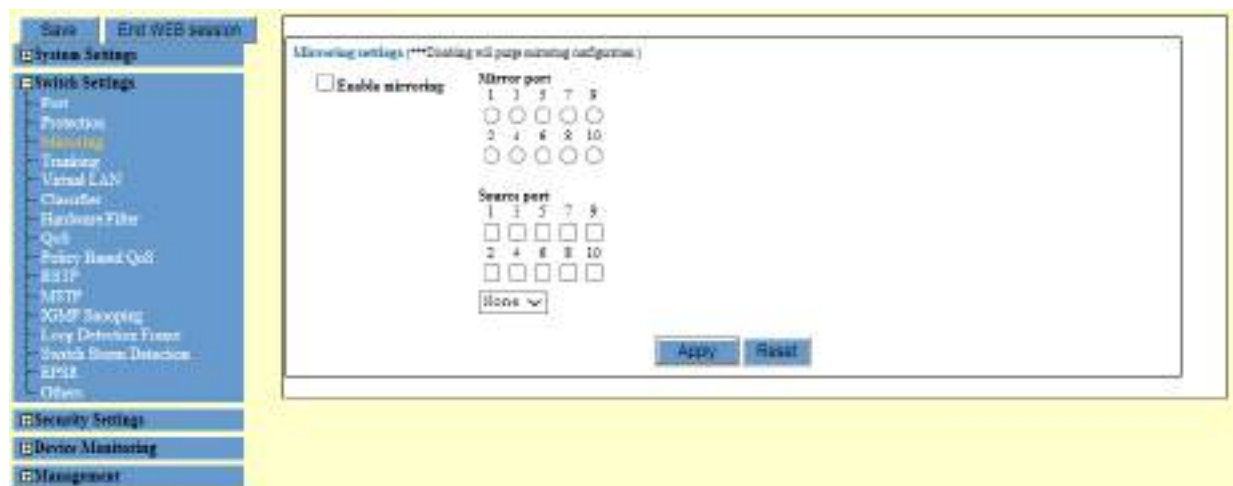 Save End WEB session
System Settings
Switch Settings
Port
Protection
Mirroring
Trunking
Virtual LAN
Classifier
Hardware Filter
QoS
Policy Based QoS
RSTP
MSTP
IGMP Snooping
Loop Detection Frame
Switch Storm Detection
EPSR
Others
Security Settings
Device Monitoring
Management
Mirroring settings (*** will purge mirroring configuration.)
Enable mirroring
Mirror port
1 3 5 7 9
2 4 6 8 10
Source port
1 3 5 7 9
2 4 6 8 10
None
Apply Reset